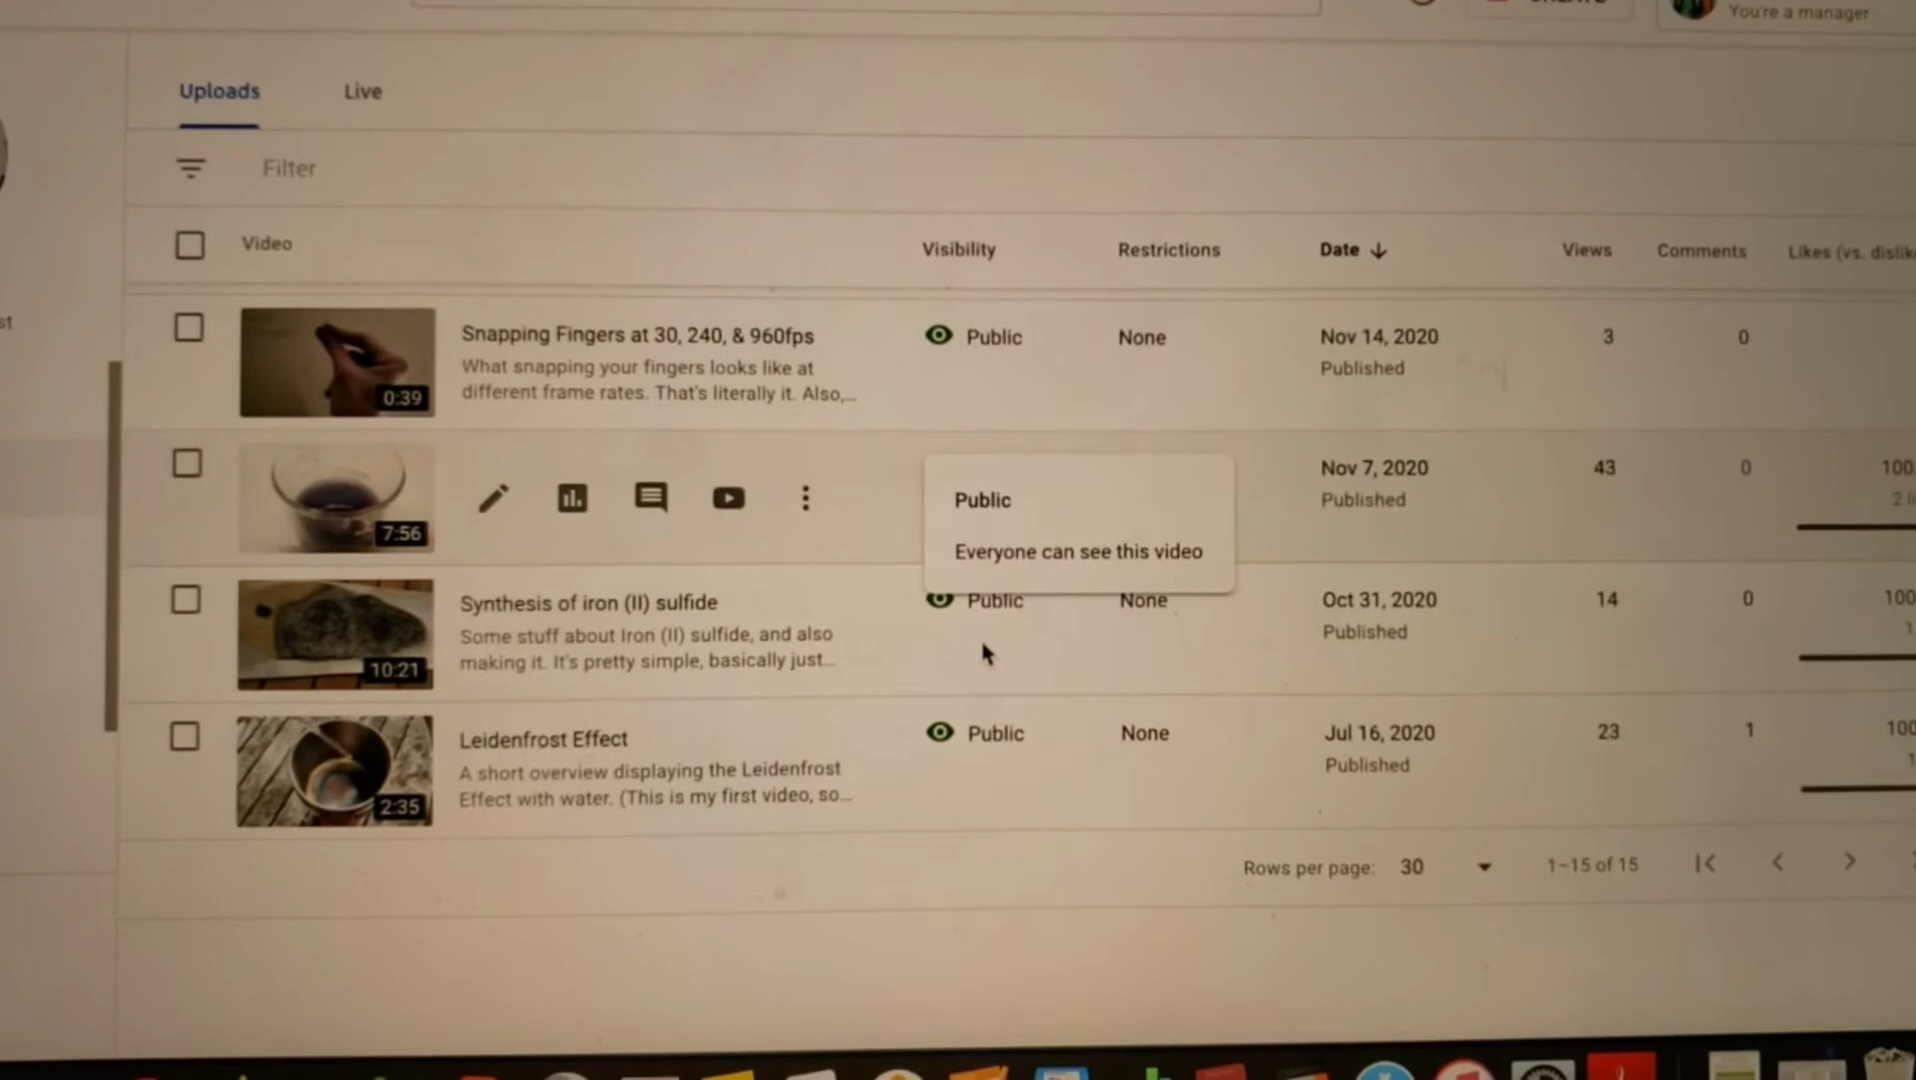 You're a manager
Uploads Live
Filter
Video Visibility Restrictions Date Views Comments Likes (vs.
Snapping Fingers at 30, 240, & 960fps Public None Nov 14, 2020 3 0
What snapping your fingers looks like at Published
different frame rates. That's literally it. Also,...
0:39
Nov 7, 2020 43 0 100
Public Published 2
7:56
Everyone can see this video
Synthesis of iron (II) sulfide Public None Oct 31, 2020 14 0 100
Some stuff about Iron (II) sulfide, and also Published 1
making it. It's pretty simple, basically just...
10:21
Leidenfrost Effect Public None Jul 16, 2020 23 1 100
A short overview displaying the Leidenfrost Published 1
Effect with water. (This is my first video, so...
2:35
Rows per page: 30 1-15 of 15